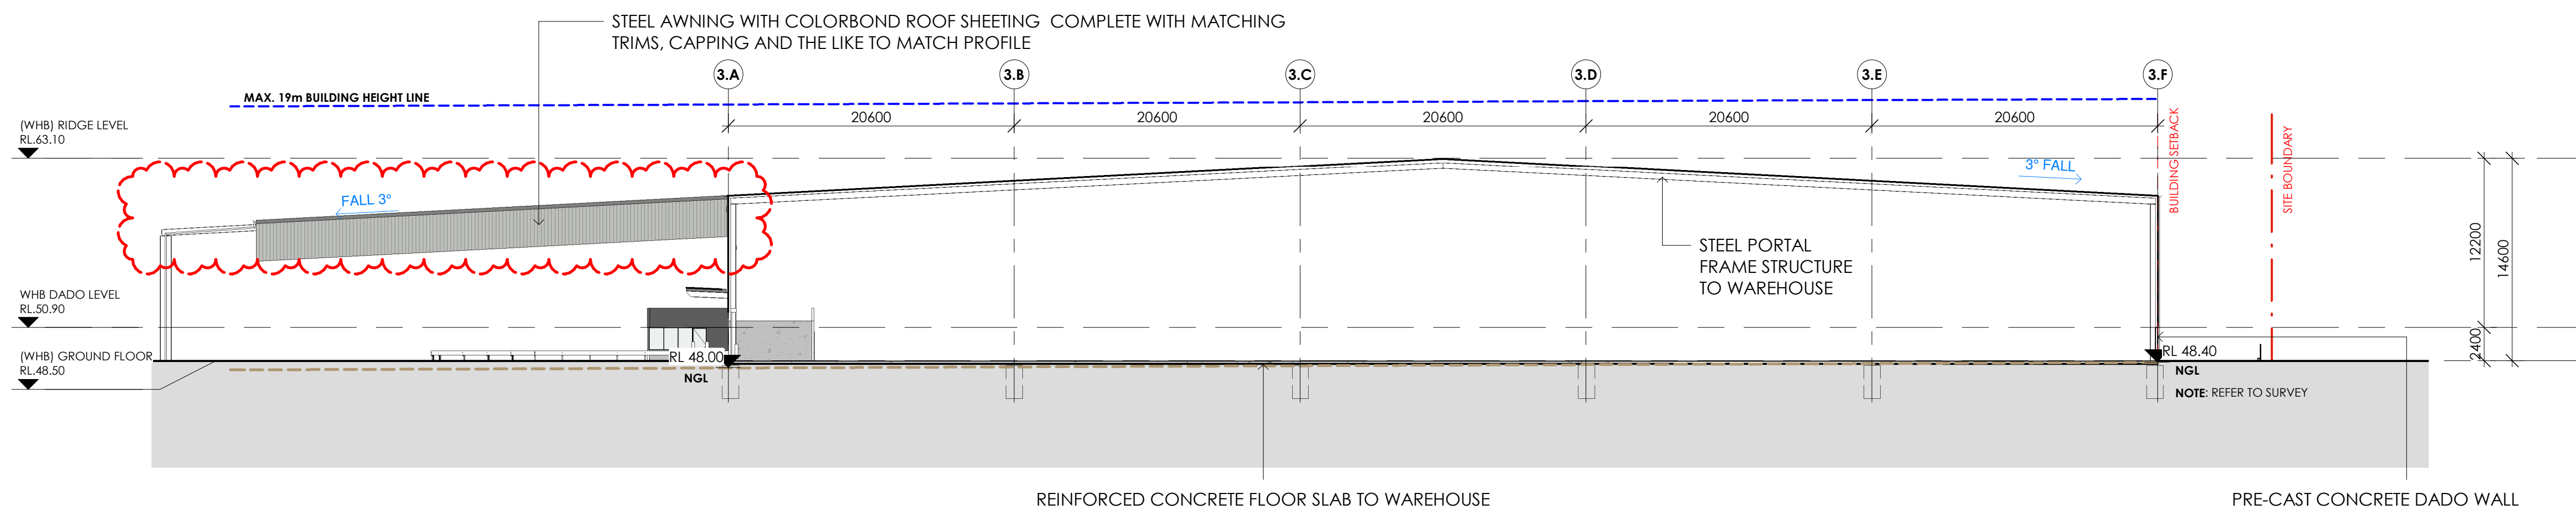 STEEL AWNING WITH COLORBOND ROOF SHEETING  COMPLETE WITH MATCHING
TRIMS, CAPPING AND THE LIKE TO MATCH PROFILE
3.A
3.B
3.C
3.D
3.E
3.F
MAX. 19m BUILDING HEIGHT LINE
20600
20600
20600
20600
20600
(WHB) RIDGE LEVEL
RL.63.10
BUILDING SETBACK
SITE BOUNDARY
FALL 3°
3° FALL
STEEL PORTAL
FRAME STRUCTURE
TO WAREHOUSE
12200
14600
2400
WHB DADO LEVEL
RL.50.90
(WHB) GROUND FLOOR
RL.48.50
RL 48.00
NGL
RL 48.40
NGL
NOTE: REFER TO SURVEY
REINFORCED CONCRETE FLOOR SLAB TO WAREHOUSE
PRE-CAST CONCRETE DADO WALL